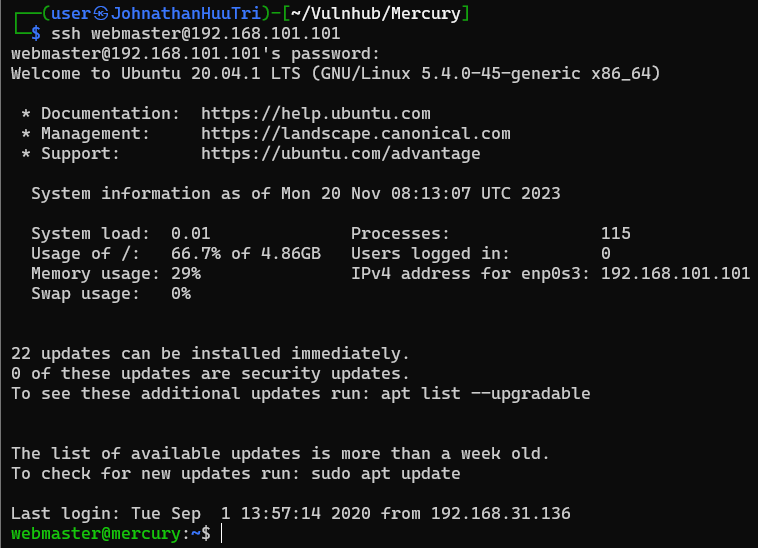 ┌──(user㉿JohnathanHuuTri)-[~/Vulnhub/Mercury]
└─$ ssh webmaster@192.168.101.101
webmaster@192.168.101.101's password:
Welcome to Ubuntu 20.04.1 LTS (GNU/Linux 5.4.0-45-generic x86_64)
* Documentation:  https://help.ubuntu.com
* Management:     https://landscape.canonical.com
* Support:        https://ubuntu.com/advantage
System information as of Mon 20 Nov 08:13:07 UTC 2023
System load:  0.01              Processes:               115
Usage of /:   66.7% of 4.86GB   Users logged in:         0
Memory usage: 29%               IPv4 address for enp0s3: 192.168.101.101
Swap usage:   0%
22 updates can be installed immediately.
0 of these updates are security updates.
To see these additional updates run: apt list --upgradable
The list of available updates is more than a week old.
To check for new updates run: sudo apt update
Last login: Tue Sep  1 13:57:14 2020 from 192.168.31.136
webmaster@mercury:~$